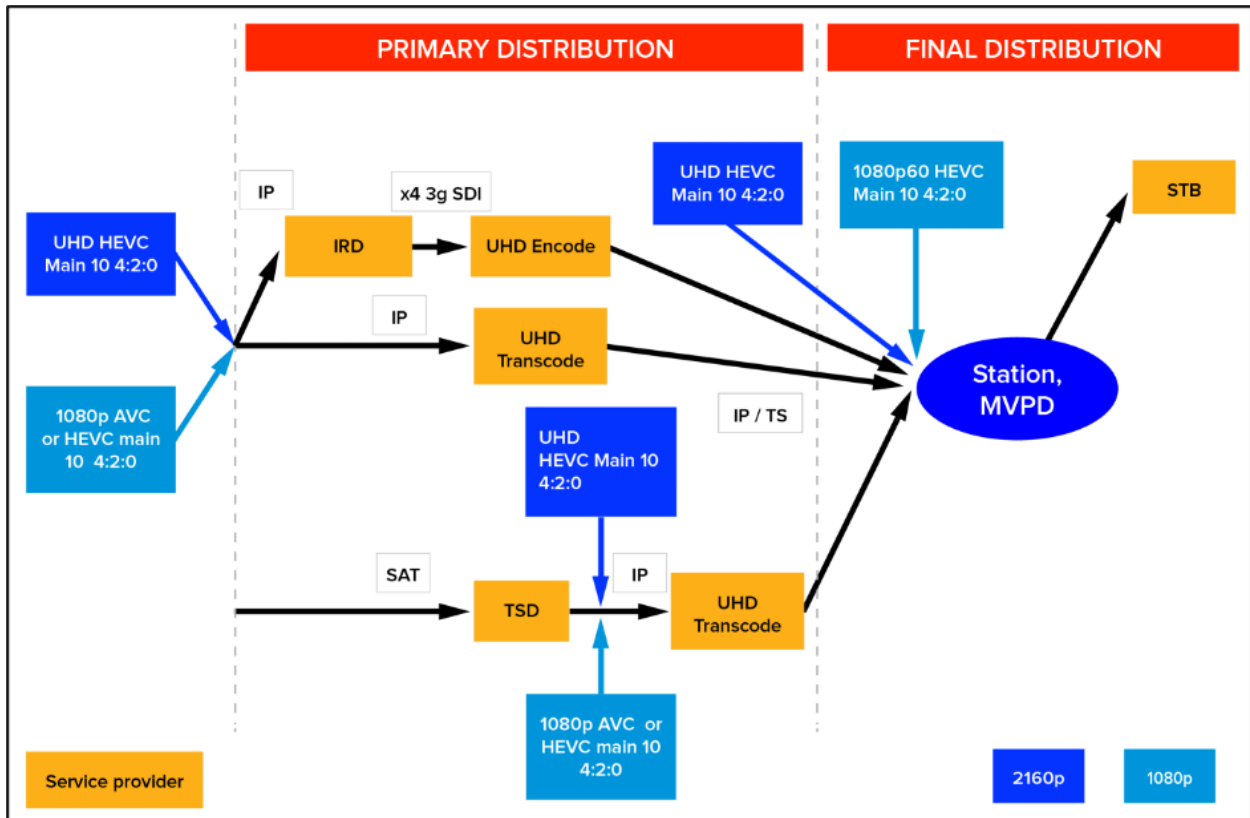 PRIMARY DISTRIBUTION
FINAL DISTRIBUTION
UHD HEVC
Main 10 4:2:0
1080p60 HEVC
Main 10 4:2:0
STB
IP
x4 3g SDI
UHD HEVC
Main 10 4:2:0
IRD
UHD Encode
IP
UHD
Transcode
Station,
MVPD
1080p AVC
or HEVC main
10 4:2:0
IP / TS
UHD
HEVC Main 10
4:2:0
SAT
IP
TSD
UHD
Transcode
1080p AVC or
HEVC main 10
4:2:0
Service provider
2160p
1080p